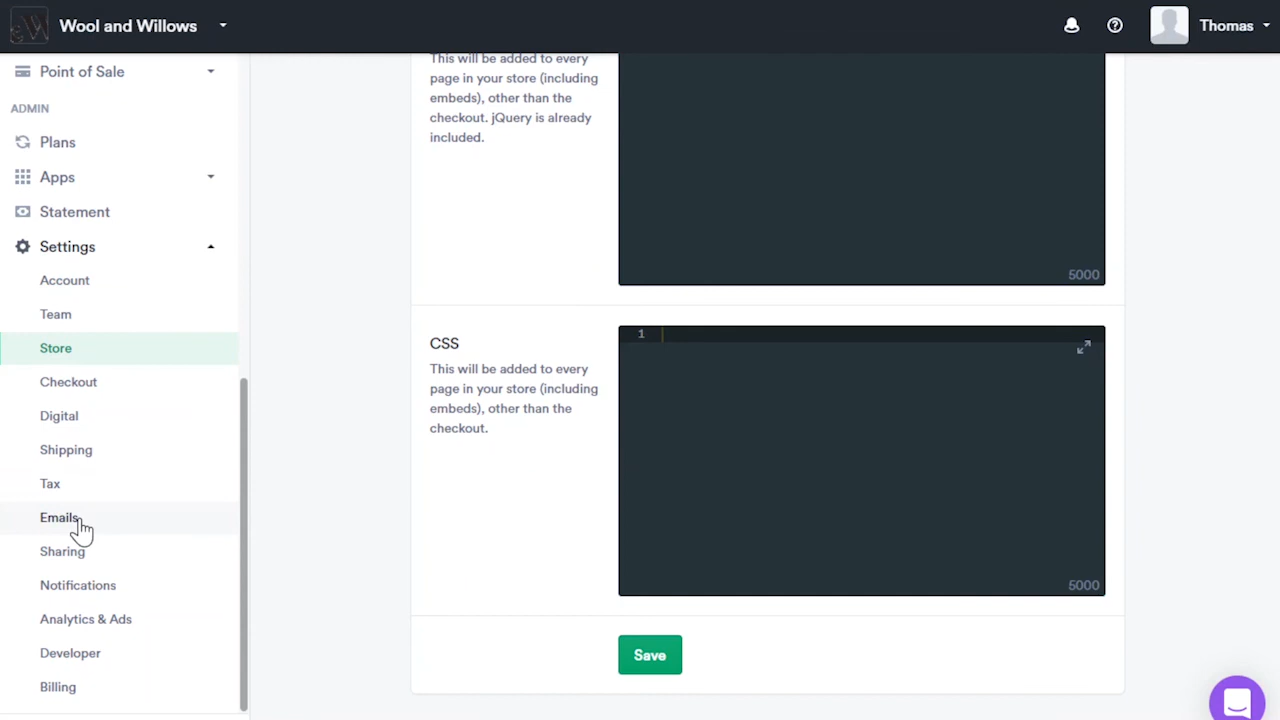 Wool and Willows
Thomas
Point of Sale
ADMIN
Plans
Apps
Statement
Settings
Account
Team
Store
Checkout
Digital
Shipping
Tax
Emails
Sharing
Notifications
Analytics & Ads
Developer
Billing
This will be added to every
page in your store (including
embeds), other than the
checkout. jQuery is already
included.
5000
CSS
This will be added to every
page in your store (including
embeds), other than the
checkout.
1
5000
Save